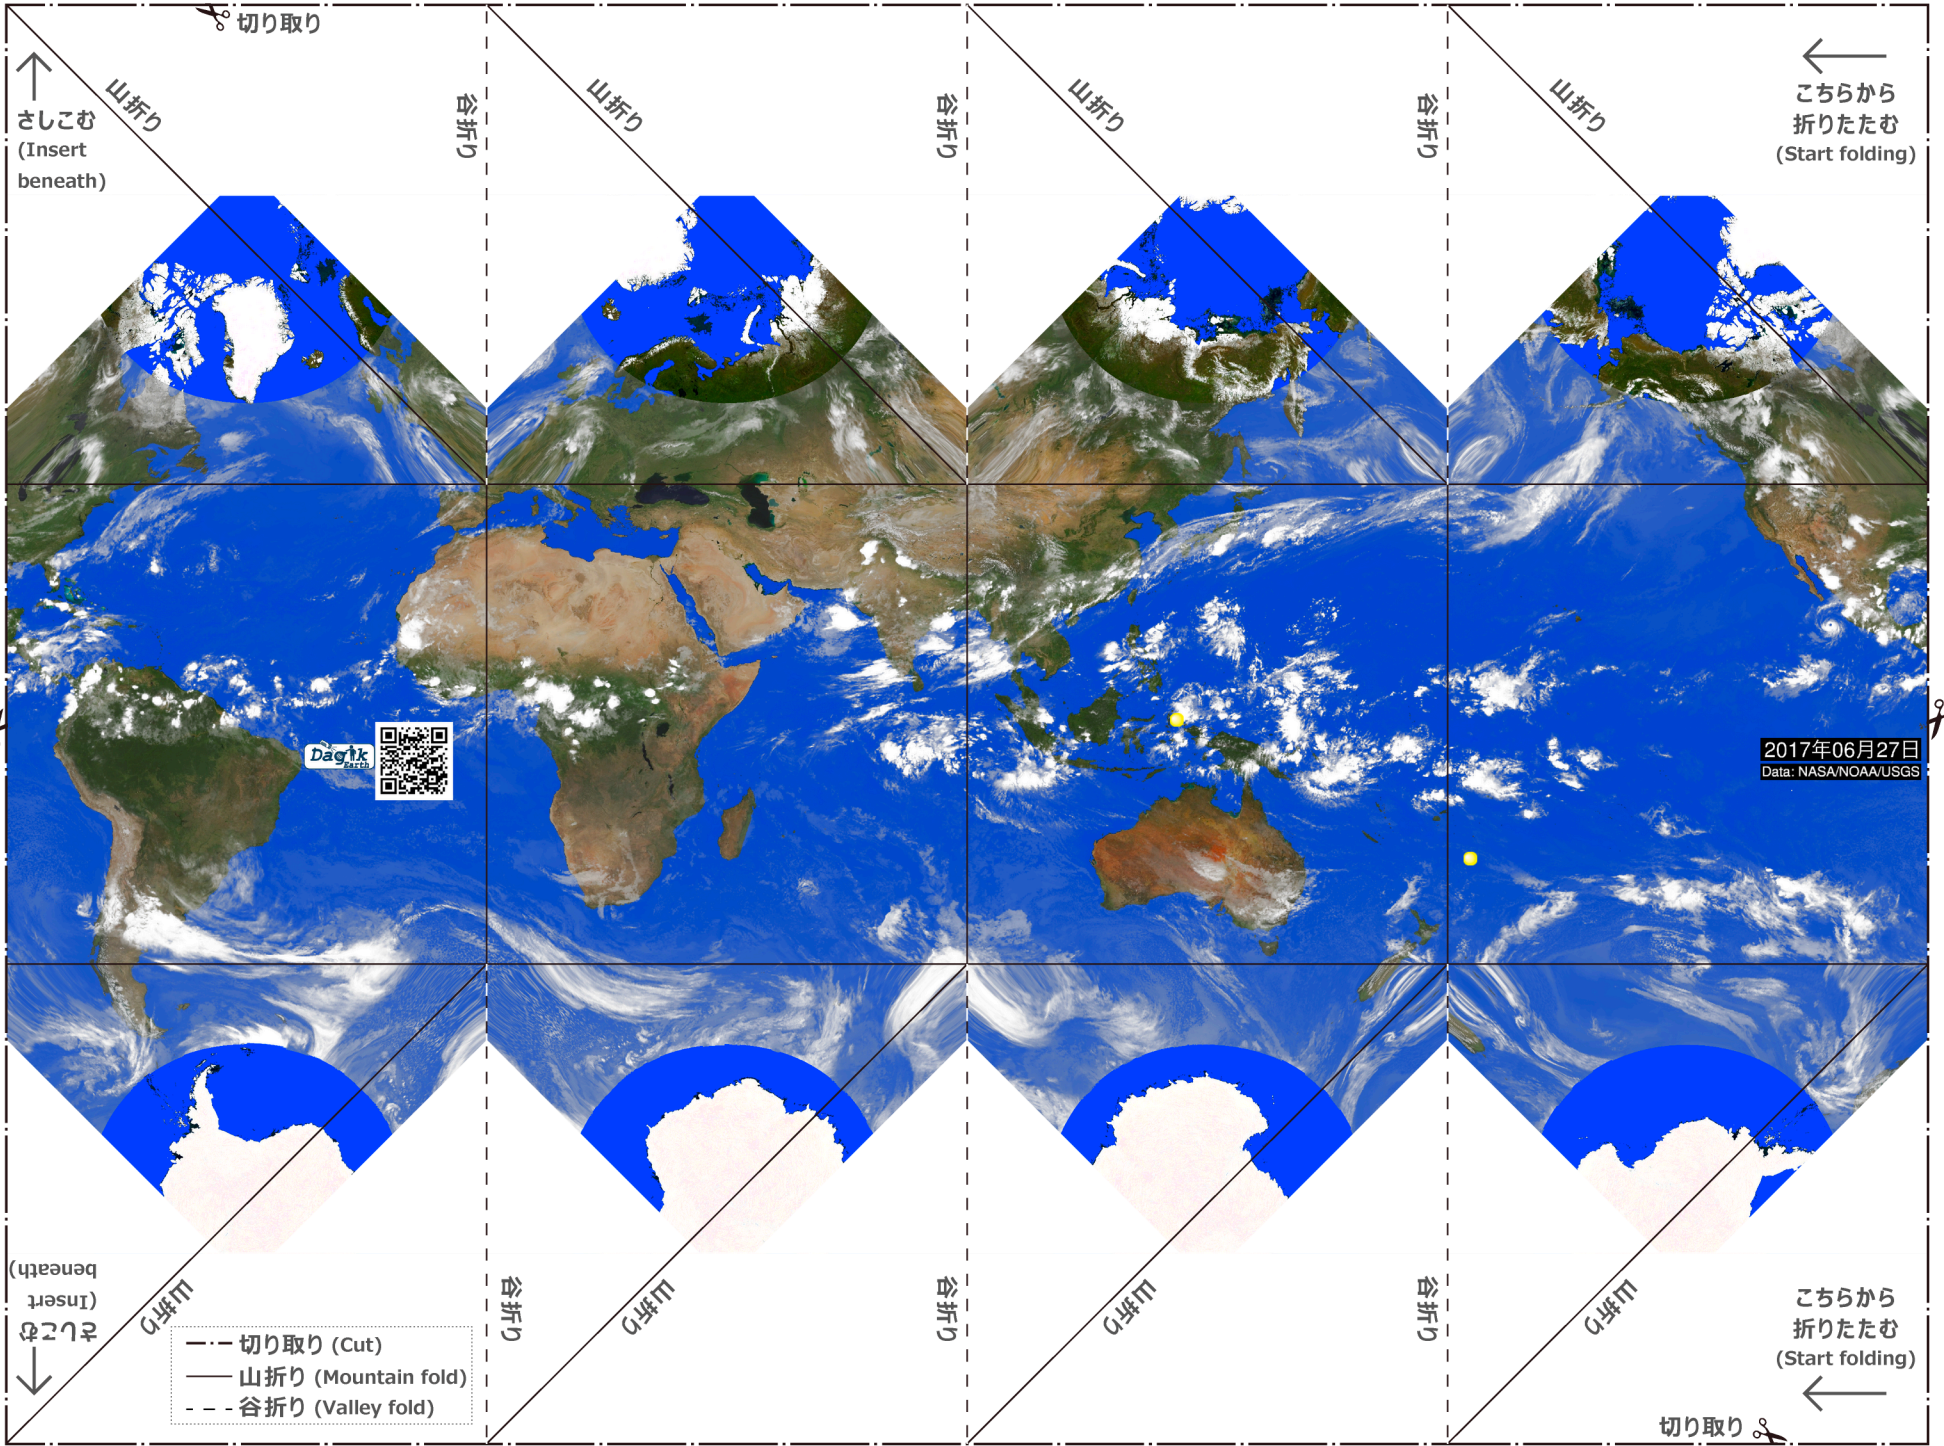 切り取り
さしこむ
(Insert
beneath)
山折り
谷折り
山折り
谷折り
山折り
谷折り
山折り
こちらから
折りたたむ
(Start folding)
Dagik
Earth
2017年06月27日
Data: NASA/NOAA/USGS
さしこむ
(Insert
beneath)
山折り
谷折り
山折り
谷折り
山折り
谷折り
山折り
こちらから
折りたたむ
(Start folding)
切り取り (Cut)
山折り (Mountain fold)
谷折り (Valley fold)
切り取り